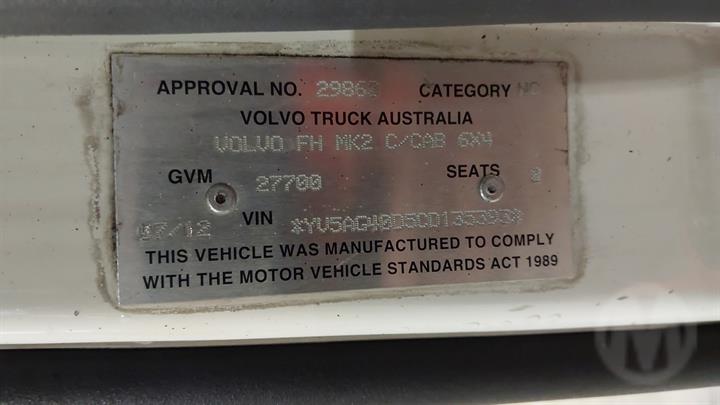 APPROVAL NO. 29862 CATEGORY NC
VOLVO TRUCK AUSTRALIA
VOLVO FH MK2 C/CAB 6X4
GVM 27700 SEATS 2
07/12 VIN
THIS VEHICLE WAS MANUFACTURED TO COMPLY
WITH THE MOTOR VEHICLE STANDARDS ACT 1989
M